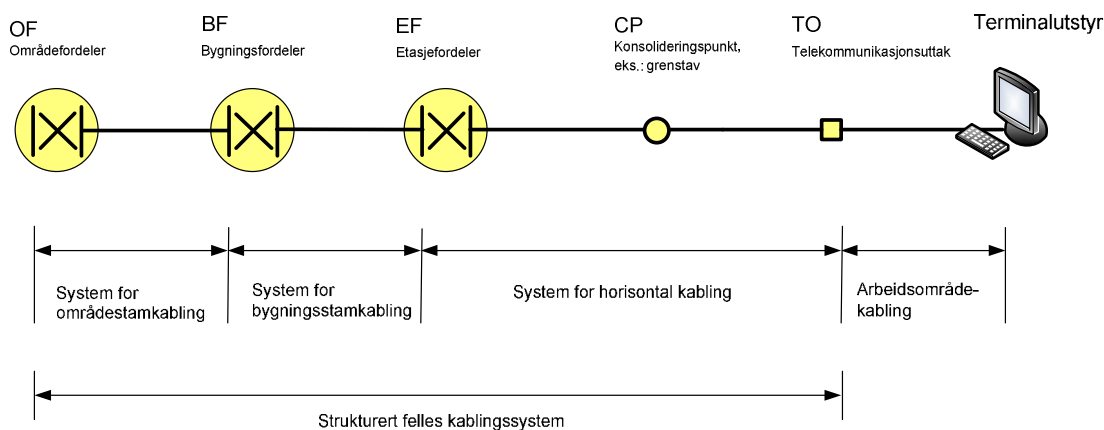 OF
Områdefordeler
BF
Bygningsfordeler
EF
Etasjefordeler
CP
Konsolideringspunkt,
eks.: grenstav
TO
Telekommunikasjonsuttak
Terminalutstyr
System for
områdestamkabling
System for
bygningsstamkabling
System for horisontal kabling
Arbeidsområde-
kabling
Strukturert felles kablingssystem